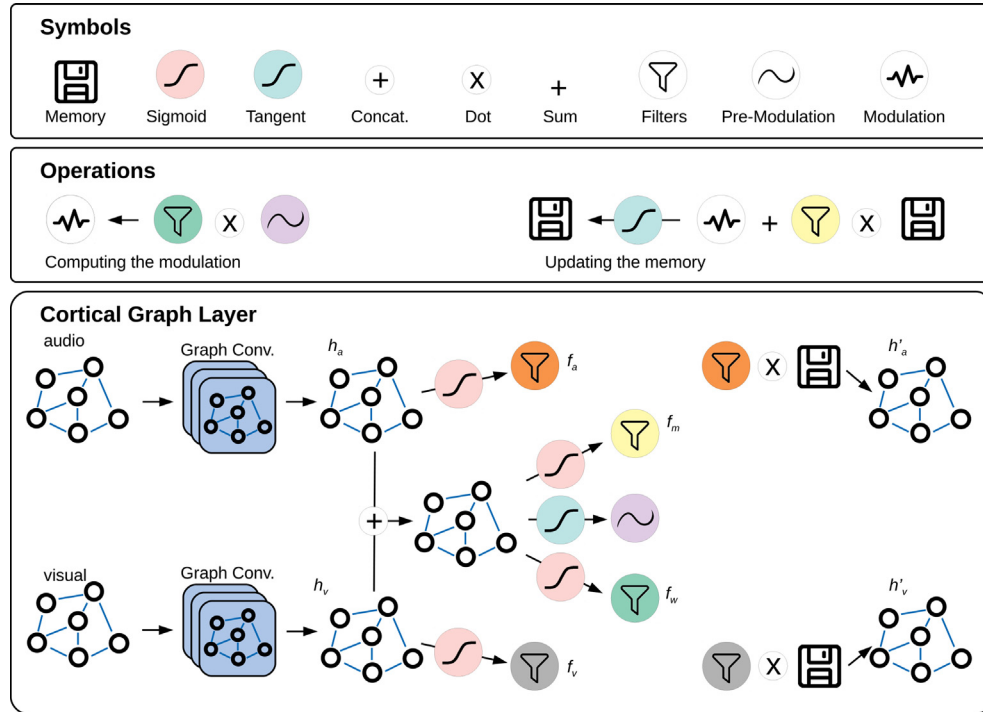 Symbols
Memory Sigmoid Tangent Concat. Dot Sum Filters Pre-Modulation Modulation
+ X +
Operations
X + X
Computing the modulation Updating the memory
Cortical Graph Layer
audio
Graph Conv. h_a f_a X h'_a
f_m
+
visual
Graph Conv. h_v f_w h'_v
f_v X